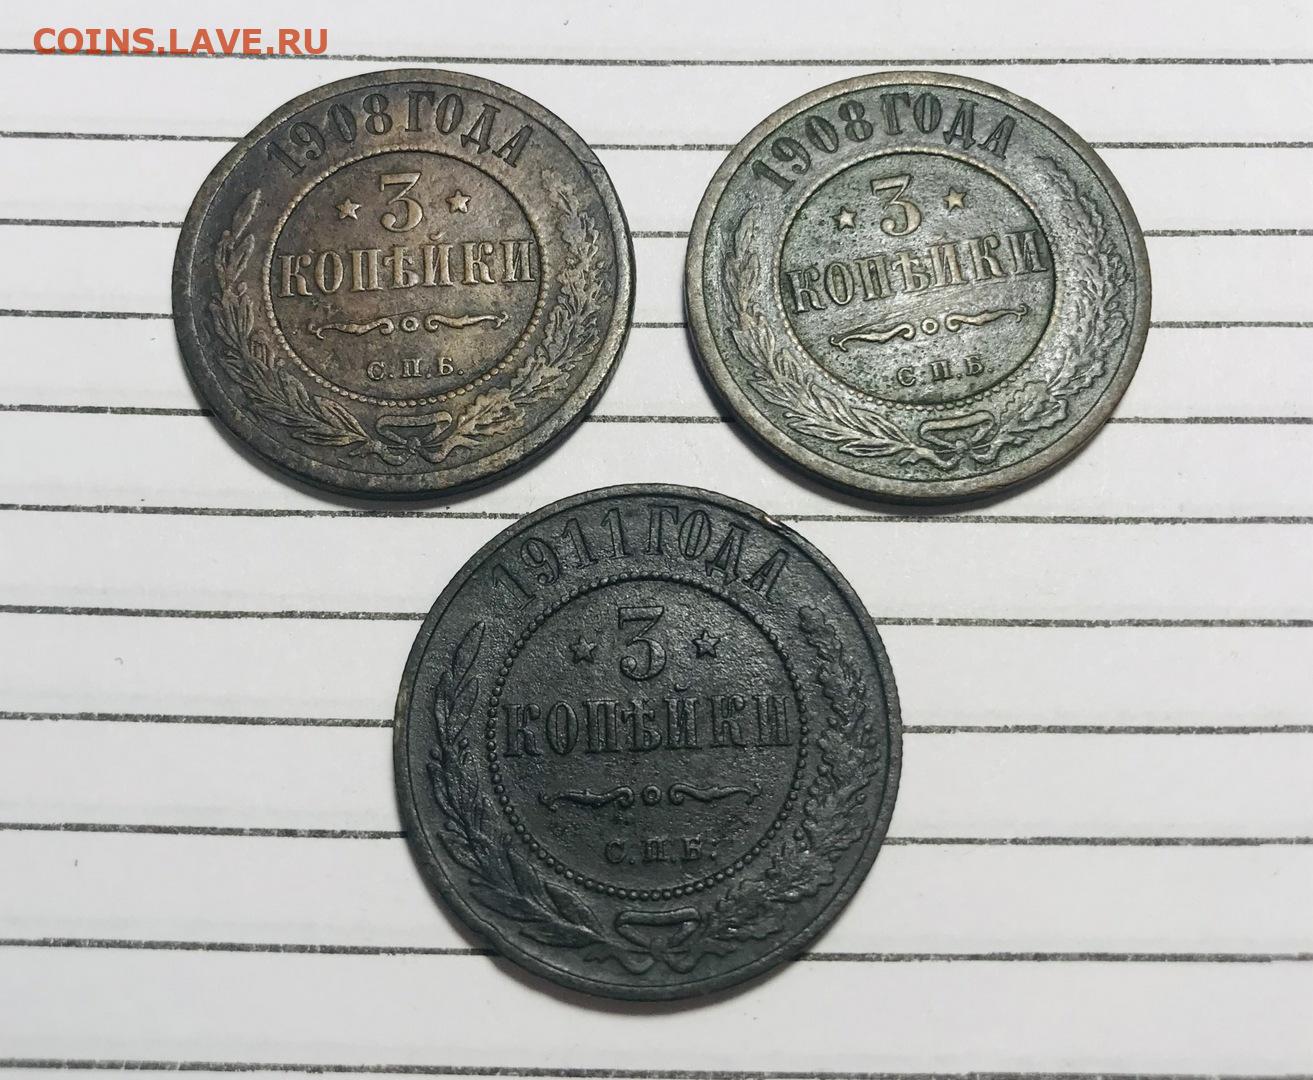 COINS.LAVE.RU
1908 ГОДА
3
КОПѢЙКИ
С.П.Б.
1908 ГОДА
3
КОПѢЙКИ
С.П.Б
1911 ГОДА
3
КОПѢЙКИ
С.П.Б.